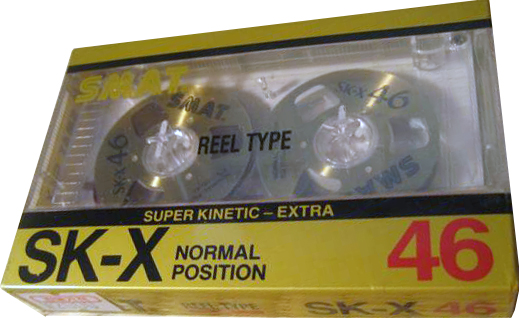 SMAT
SK-X 46
SMAT
SK-X 46
SMAT
REEL TYPE
SUPER KINETIC – EXTRA
SK-X NORMAL POSITION 46
REEL TYPE SK-X 46